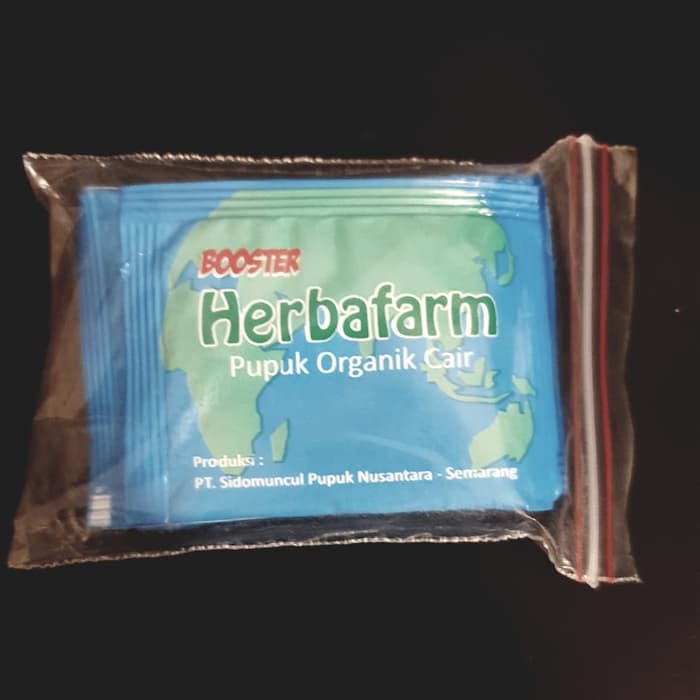 BOOSTER
Herbafarm
Pupuk Organik Cair
Produksi :
PT. Sidomuncul Pupuk Nusantara - Semarang